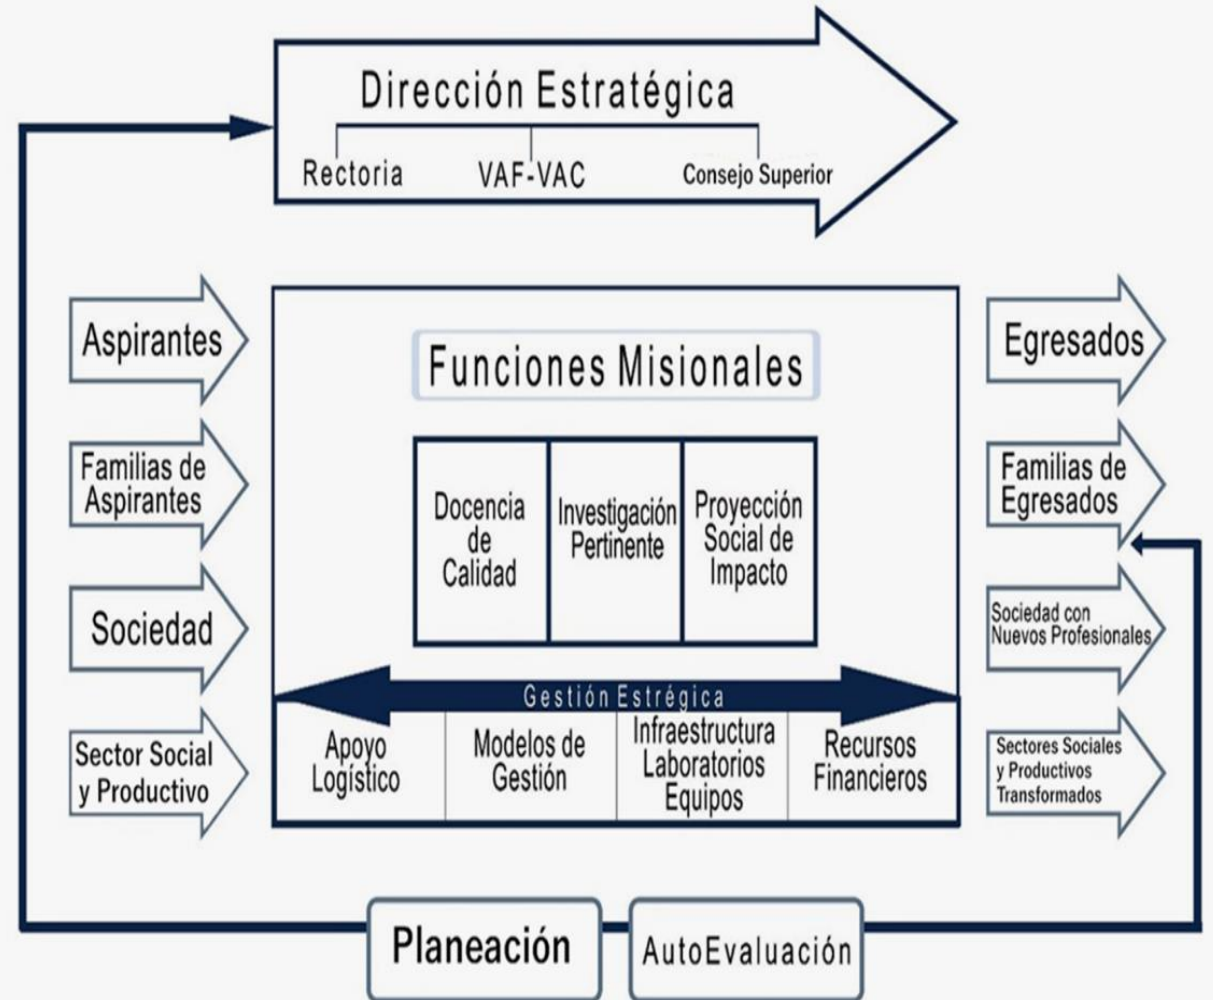 Dirección Estratégica
Rectoria
VAF-VAC
Consejo Superior
Aspirantes
Familias de
Aspirantes
Sociedad
Sector Social
y Productivo
Funciones Misionales
Docencia
de
Calidad
Investigación
Pertinente
Proyección
Social de
Impacto
Gestión Estrégica
Apoyo
Logístico
Modelos de
Gestión
Infraestructura
Laboratorios
Equipos
Recursos
Financieros
Egresados
Familias de
Egresados
Sociedad con
Nuevos Profesionales
Sectores Sociales
y Productivos
Transformados
Planeación
AutoEvaluación